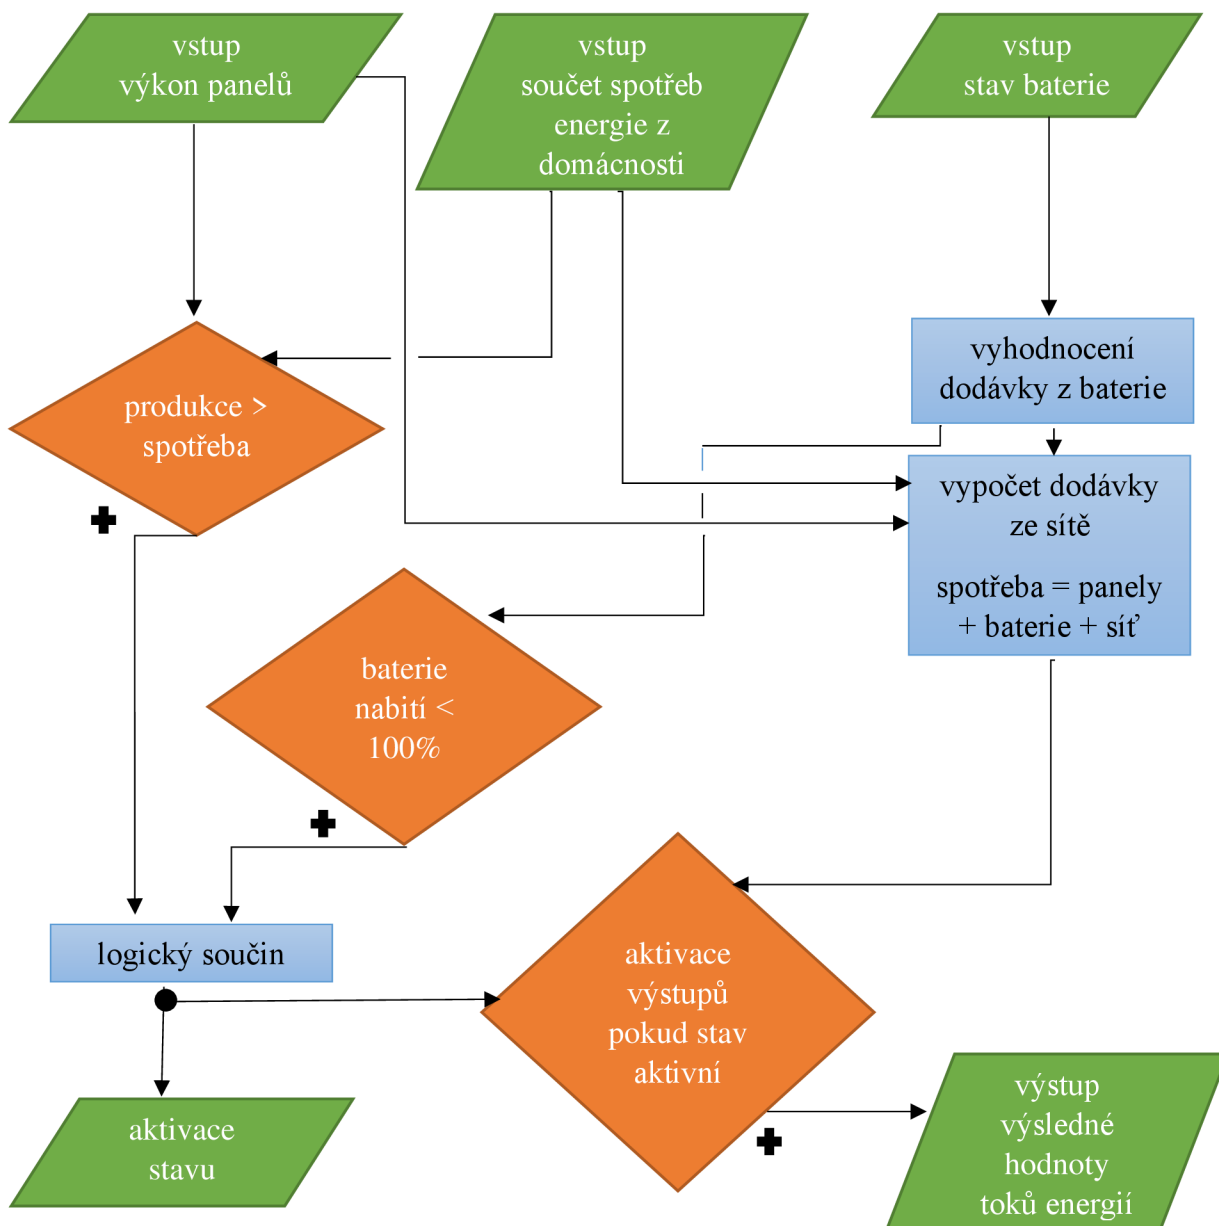 vstup
výkon panelů
vstup
součet spotřeb
energie z
domácnosti
vstup
stav baterie
vyhodnocení
dodávky z baterie
produkce >
spotřeba
vypočet dodávky
ze sítě
spotřeba = panely
+ baterie + síť
baterie
nabití <
100%
logický součin
aktivace
výstupů
pokud stav
aktivní
aktivace
stavu
výstup
výsledné
hodnoty
toků energií